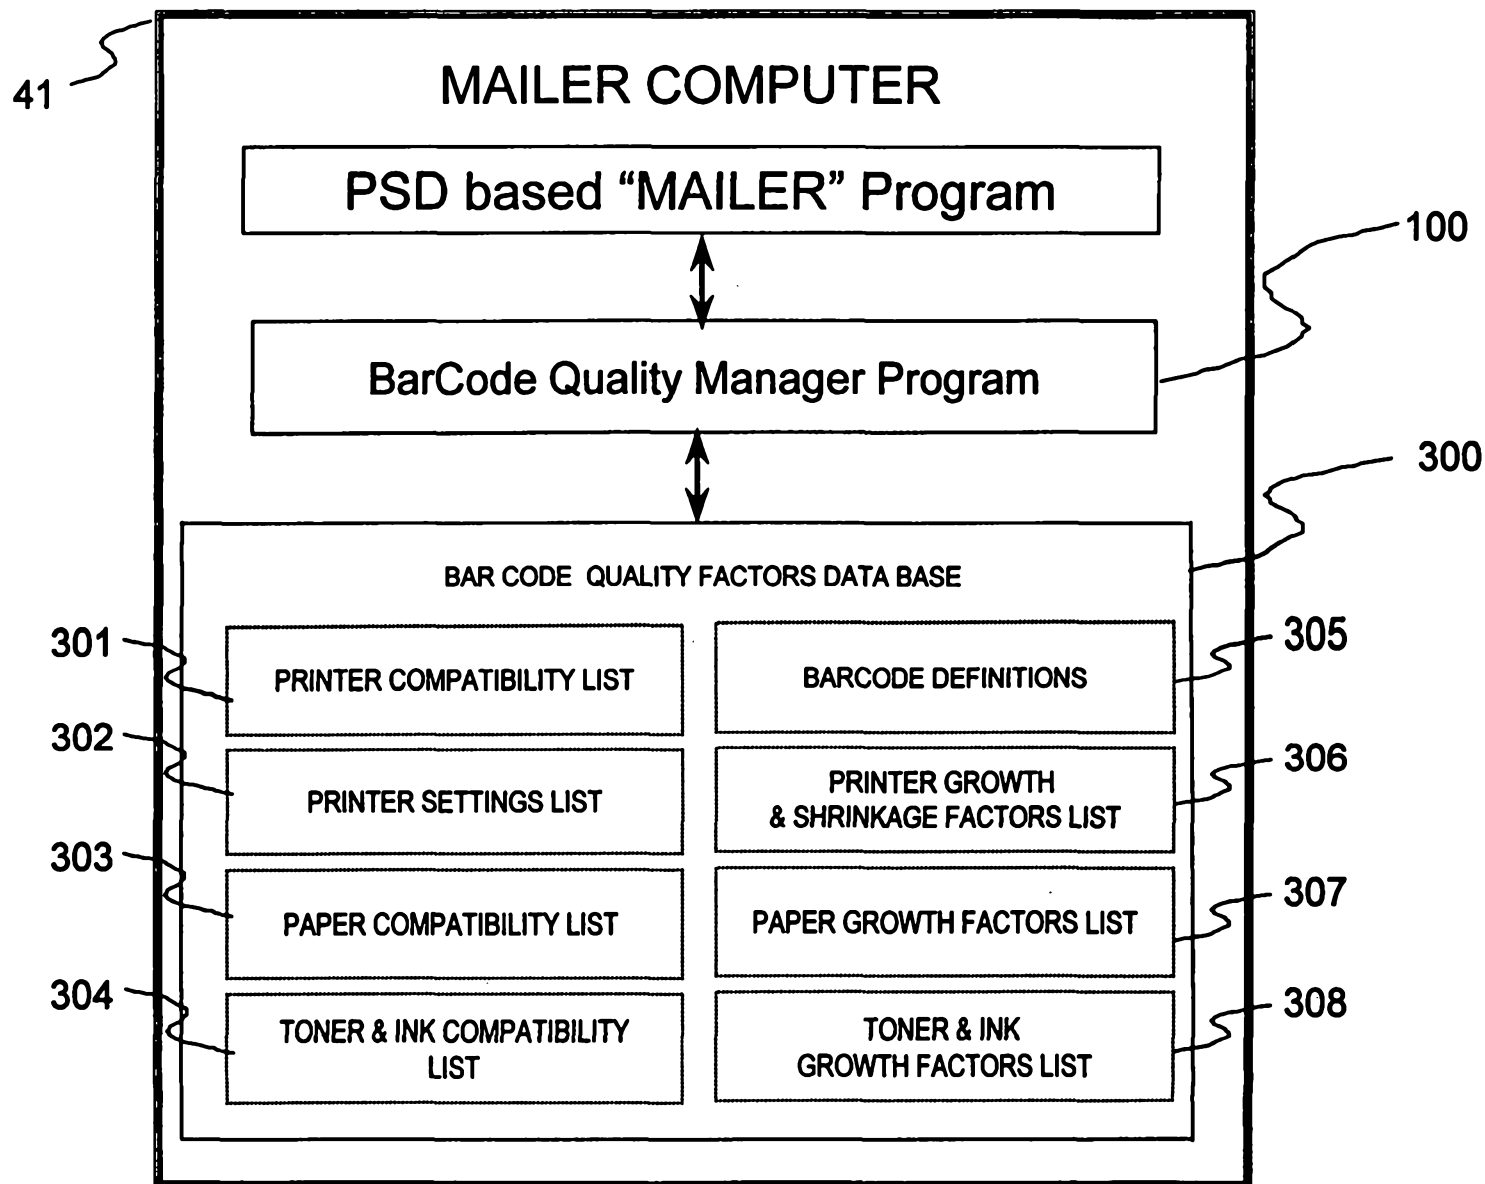 41
MAILER COMPUTER
PSD based “MAILER” Program
100
BarCode Quality Manager Program
300
BAR CODE QUALITY FACTORS DATA BASE
301
PRINTER COMPATIBILITY LIST
305
BARCODE DEFINITIONS
302
PRINTER SETTINGS LIST
306
PRINTER GROWTH
& SHRINKAGE FACTORS LIST
303
PAPER COMPATIBILITY LIST
307
PAPER GROWTH FACTORS LIST
304
TONER & INK COMPATIBILITY
LIST
308
TONER & INK
GROWTH FACTORS LIST